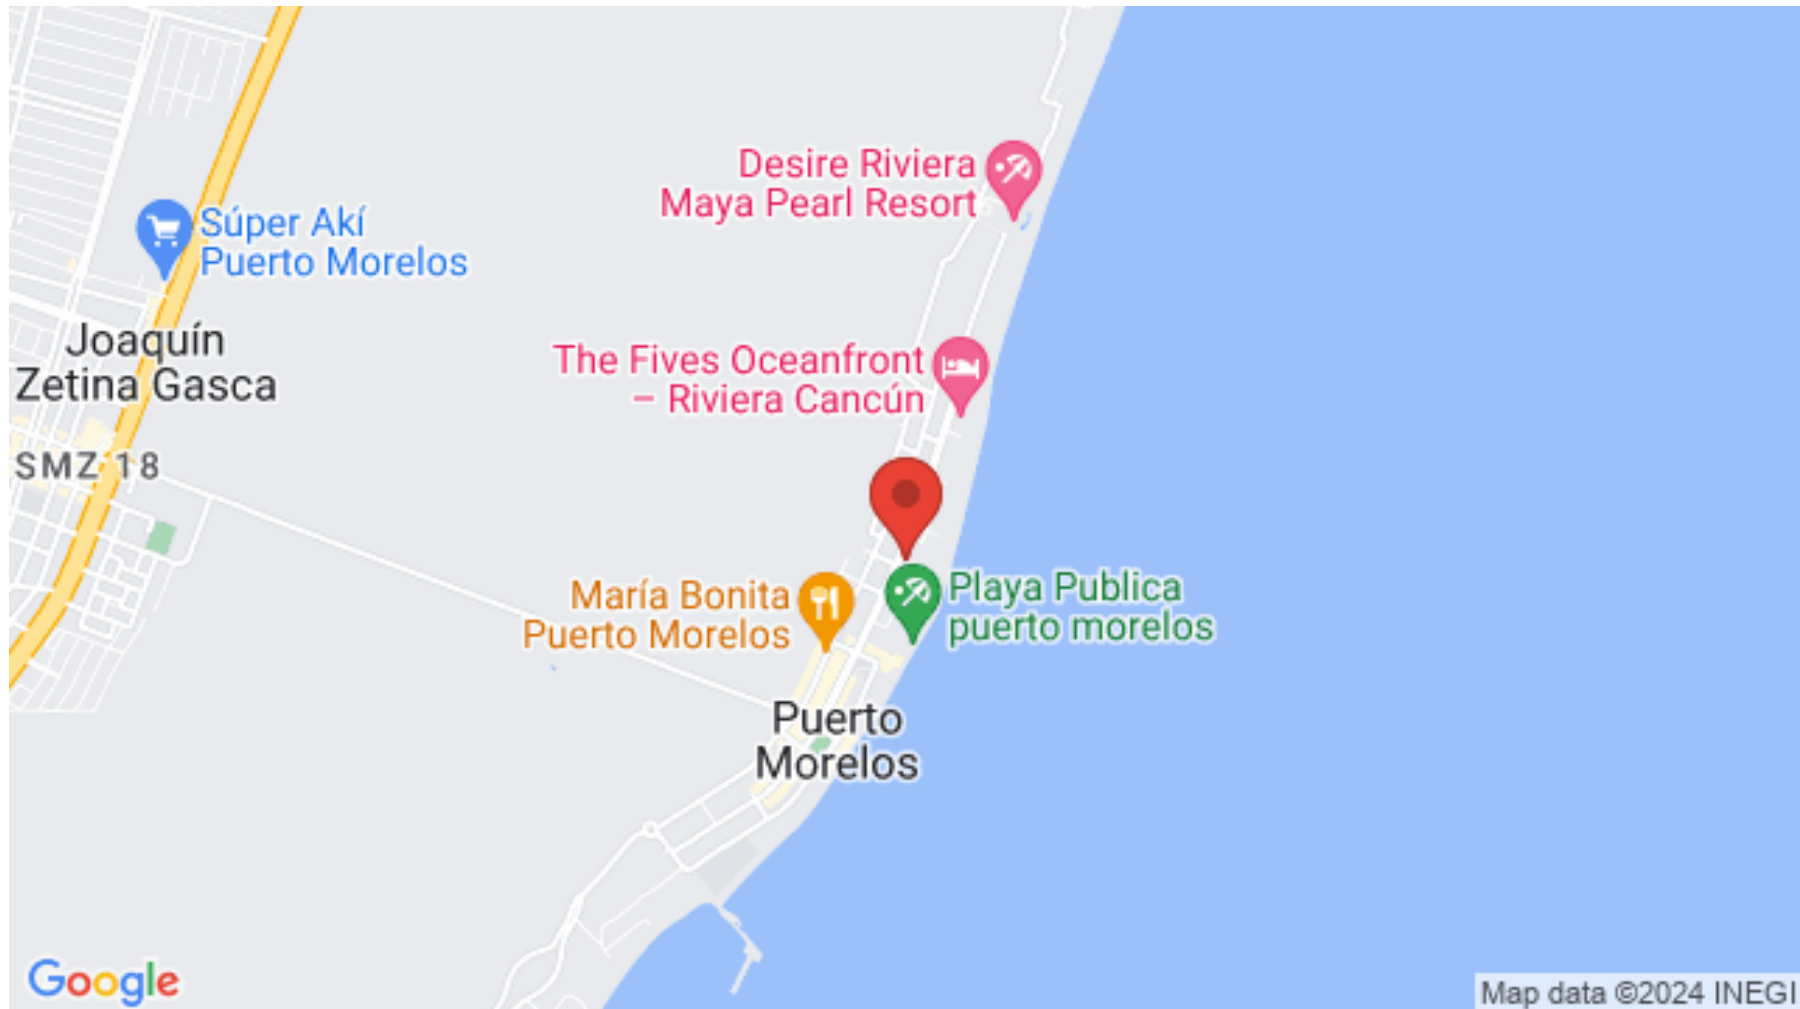 Desire Riviera
Maya Pearl Resort
Súper Akí
Puerto Morelos
Joaquín
Zetina Gasca
The Fives Oceanfront
– Riviera Cancún
SMZ 18
María Bonita
Puerto Morelos
Playa Publica
puerto morelos
Puerto
Morelos
Google
Map data ©2024 INEGI